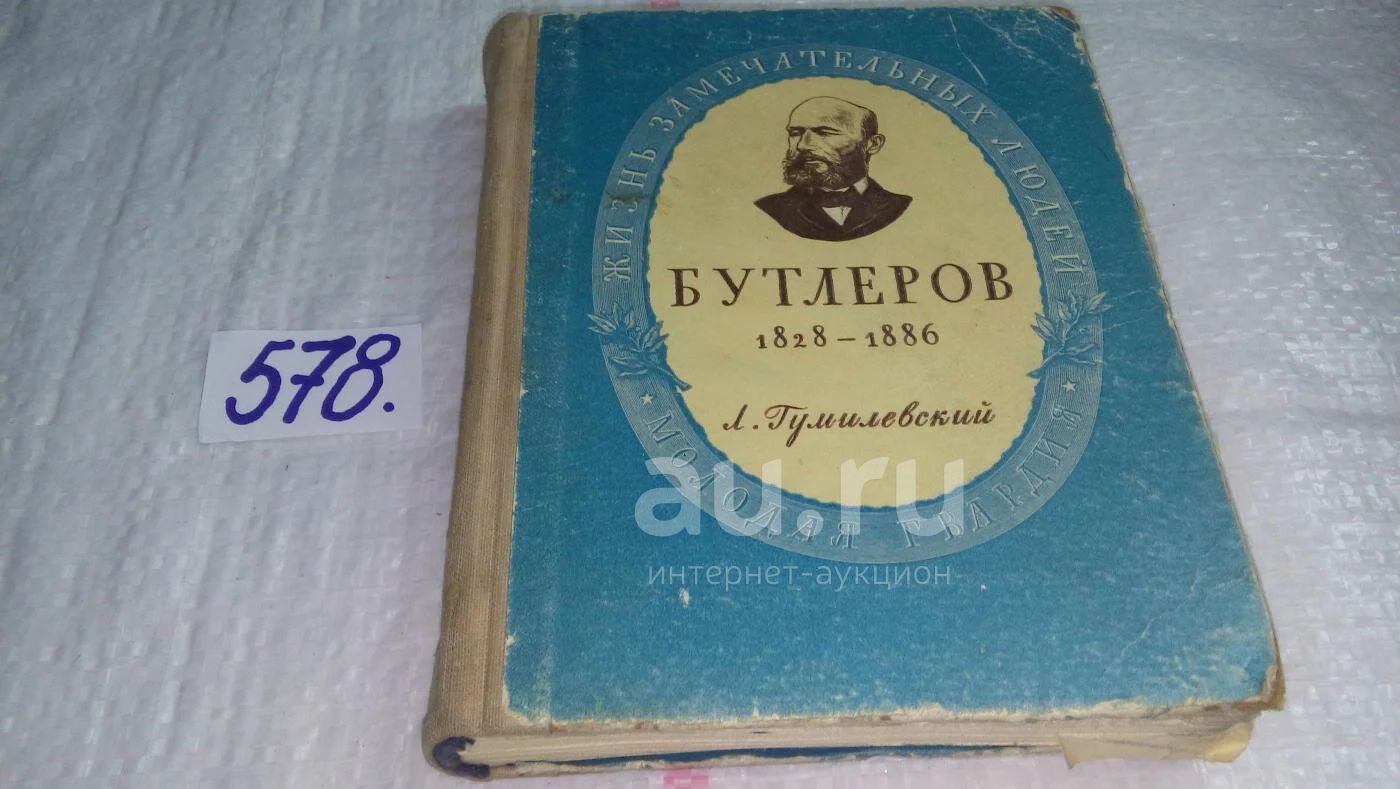 ЖИЗНЬ ЗАМЕЧАТЕЛЬНЫХ ЛЮДЕЙ
БУТЛЕРОВ
1828–1886
Л. Гумилевский
МОЛОДАЯ ГВАРДИЯ
578.
au.ru
интернет-аукцион